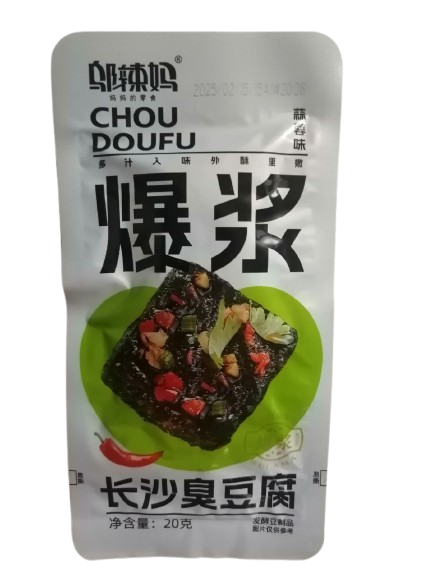 邬辣妈®
妈妈的零食
2025/02/15
CHOU
DOUFU
蒜蓉味
多汁入味外酥里嫩
爆浆
长沙臭豆腐
净含量：20克
发酵豆制品
图片仅供参考